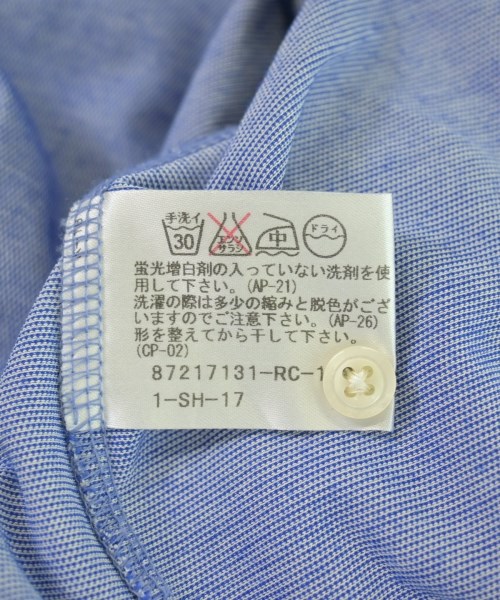 手洗イ
30 エンソ サラシ 中 ドライ
蛍光増白剤の入っていない洗剤を使
用して下さい。(AP-21)
洗濯の際は多少の縮みと脱色がござ
いますのでご注意下さい。(AP-26)
形を整えてから干して下さい。
(CP-02)
87217131-RC-1
1-SH-17